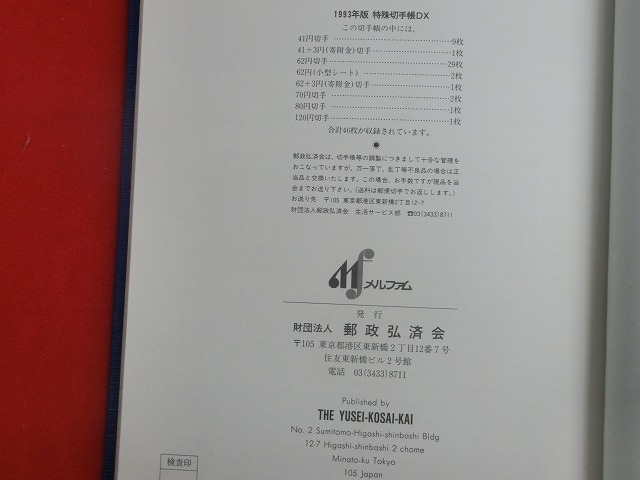 1993年版 特殊切手帳DX
この切手帳の中には、
41円切手 ……………………………… 9枚
41＋3円(寄附金)切手 ……………………1枚
62円切手 ………………………………29枚
62円(小型シート) ………………………2枚
62＋3円(寄附金)切手 ……………………1枚
70円切手 ………………………………2枚
80円切手 ………………………………1枚
120円切手 ………………………………1枚
合計46枚が収録されています。
郵政弘済会は、切手帳等の調製につきまして十分な管理を
おこなっていますが、万一落丁、乱丁等不良品の場合は正
当品と交換いたします。この場合、お手数ですが現品を当
会までお送り下さい。(送料は郵便切手でお返しします。)
お送り先 〒105 東京都港区東新橋2-12-7
財団法人郵政弘済会 生活サービス部 ☎03(3433)8711
Mf メルファム
発行
財団法人 郵政弘済会
〒105 東京都港区東新橋2丁目12番7号
住友東新橋ビル2号館
電話 03(3433)8711
Published by
THE YUSEI-KOSAI-KAI
No. 2 Sumitomo-Higashi-shinbashi Bldg
12-7 Higashi-shinbashi 2 chome
Minato-ku Tokyo
105 Japan
検査印